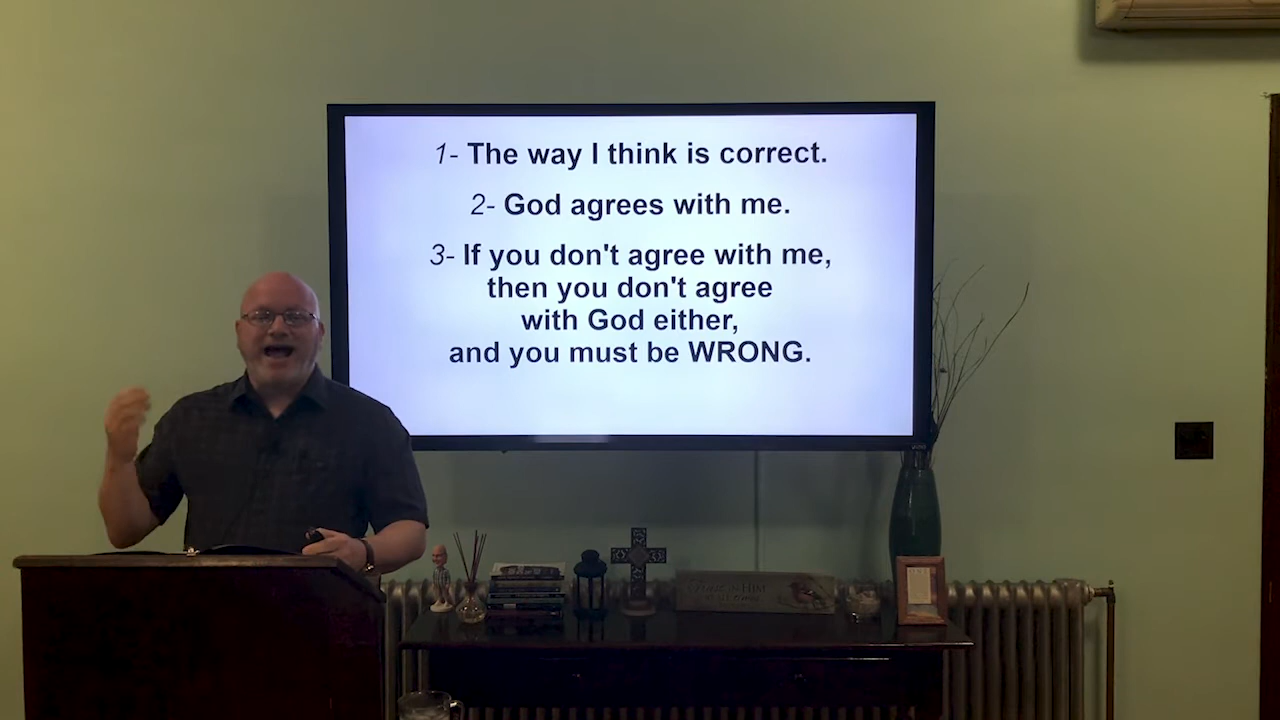 1- The way I think is correct.
2- God agrees with me.
3- If you don't agree with me,
then you don't agree
with God either,
and you must be WRONG.